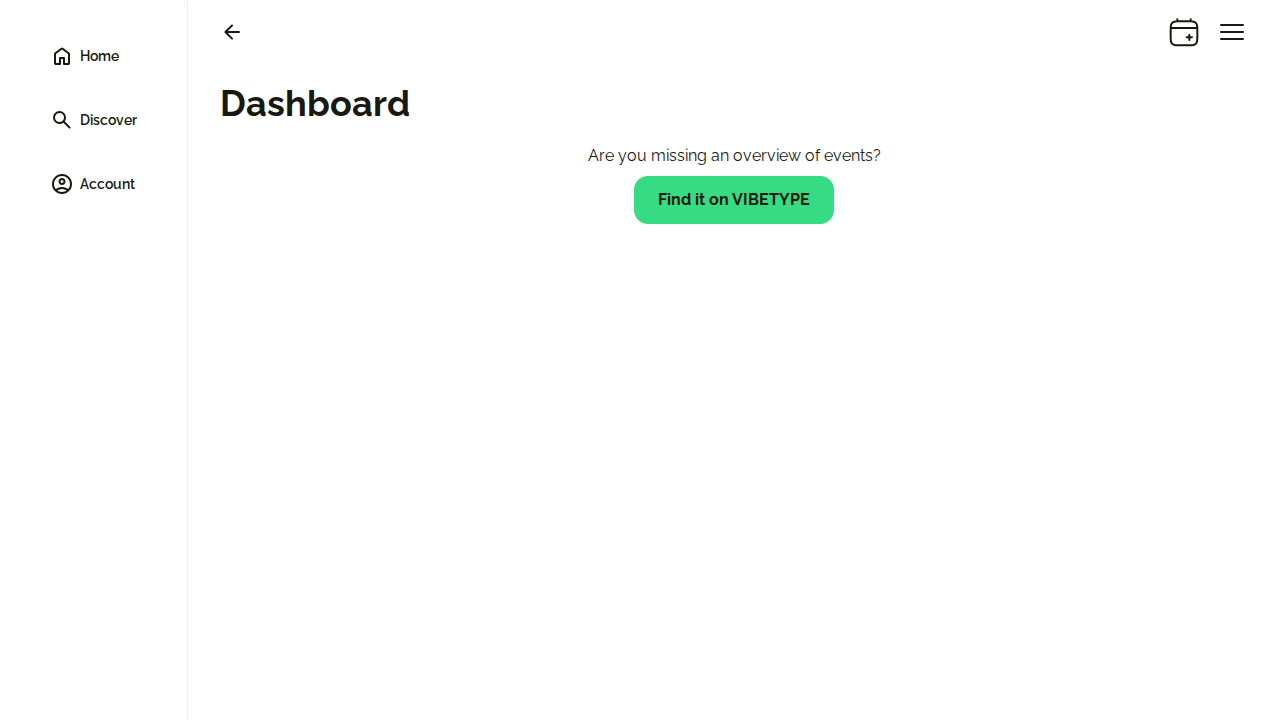 Home
Discover
Account
Dashboard
Are you missing an overview of events?
Find it on VIBETYPE